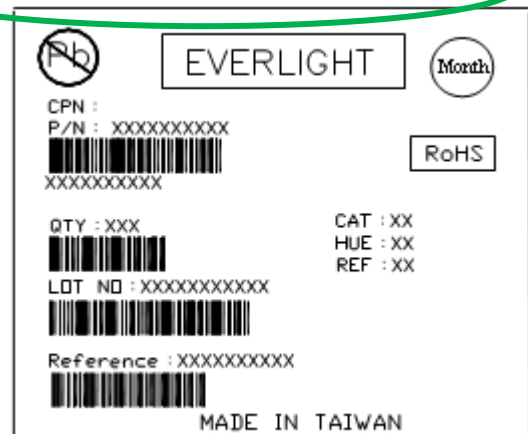 Pb
EVERLIGHT
Month
CPN :
P/N : XXXXXXXXXX
RoHS
XXXXXXXXXX
QTY : XXX
CAT : XX
HUE : XX
REF : XX
LOT NO : XXXXXXXXXXX
Reference : XXXXXXXXXX
MADE IN TAIWAN